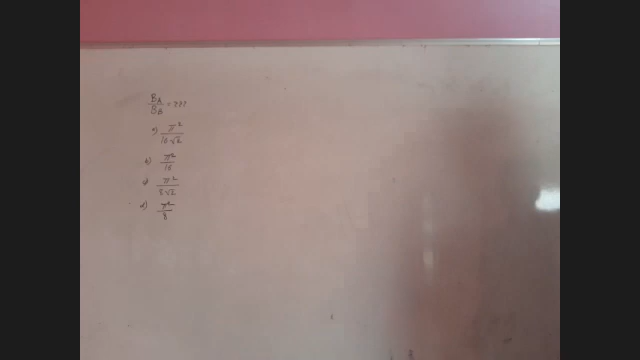 B_A/B_B = ???
a) π²/16√2
b) π²/16
c) π²/8√2
d) π²/8